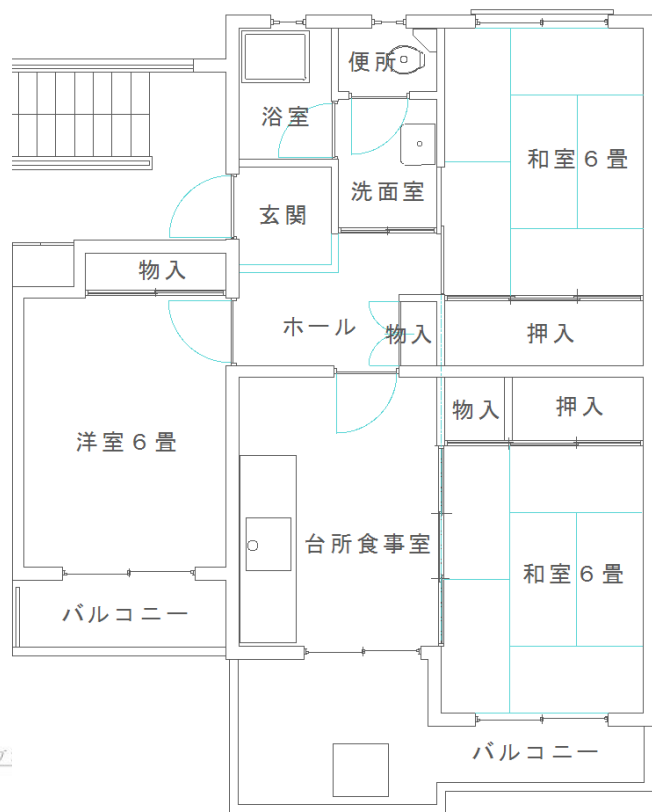 便所
浴室
和室６畳
洗面室
玄関
物入
ホール
物入
押入
物入
押入
洋室６畳
台所食事室
和室６畳
バルコニー
バルコニー